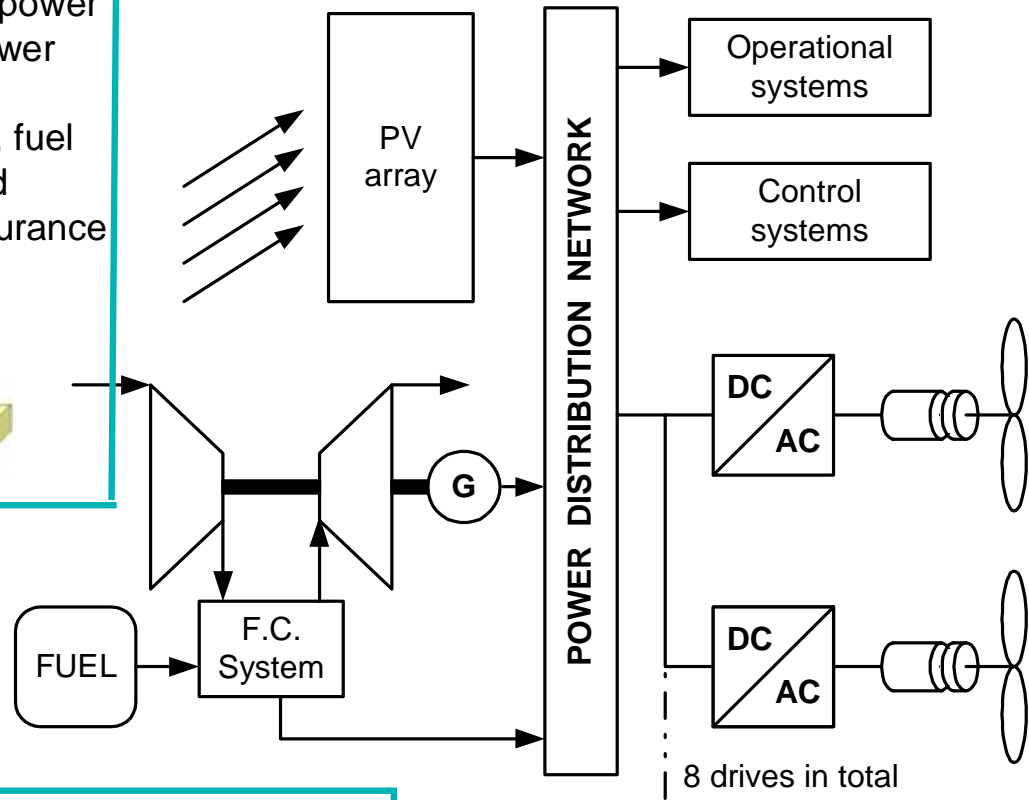 power
wer
fuel
d
urance
PV
array
POWER DISTRIBUTION NETWORK
Operational
systems
Control
systems
DC
AC
G
FUEL
F.C.
System
DC
AC
8 drives in total